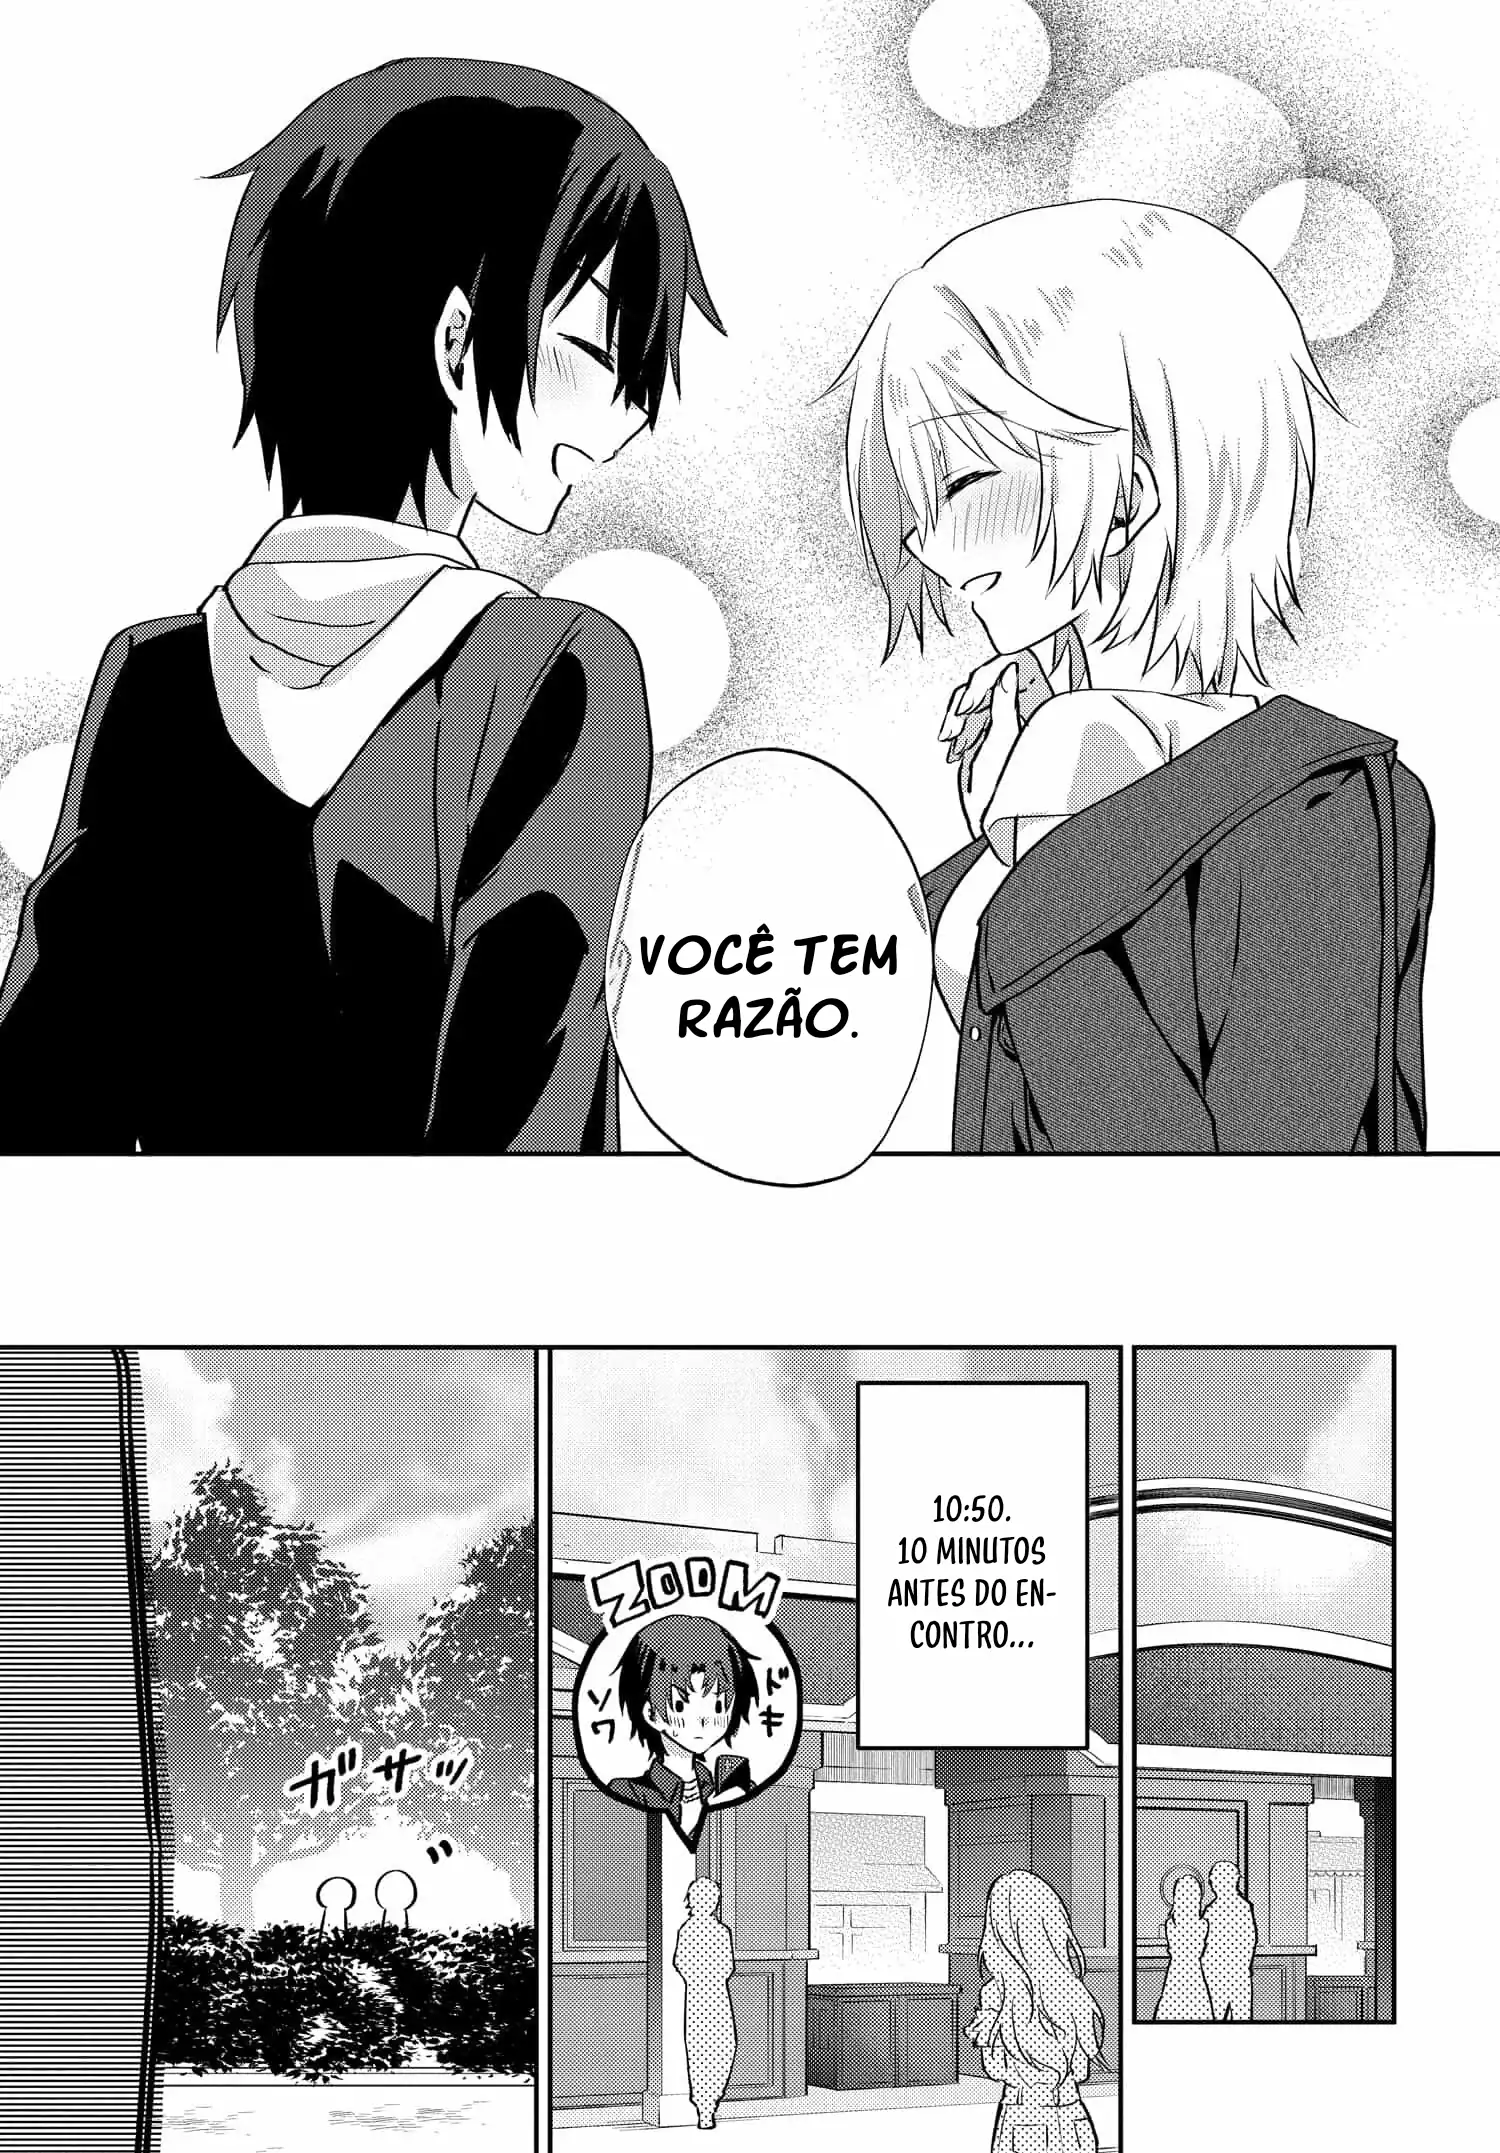 VOCÊ TEM
RAZÃO.
10:50.
10 MINUTOS
ANTES DO EN-
CONTRO...
ZOOM
ドキ
ソワ
ガサッ